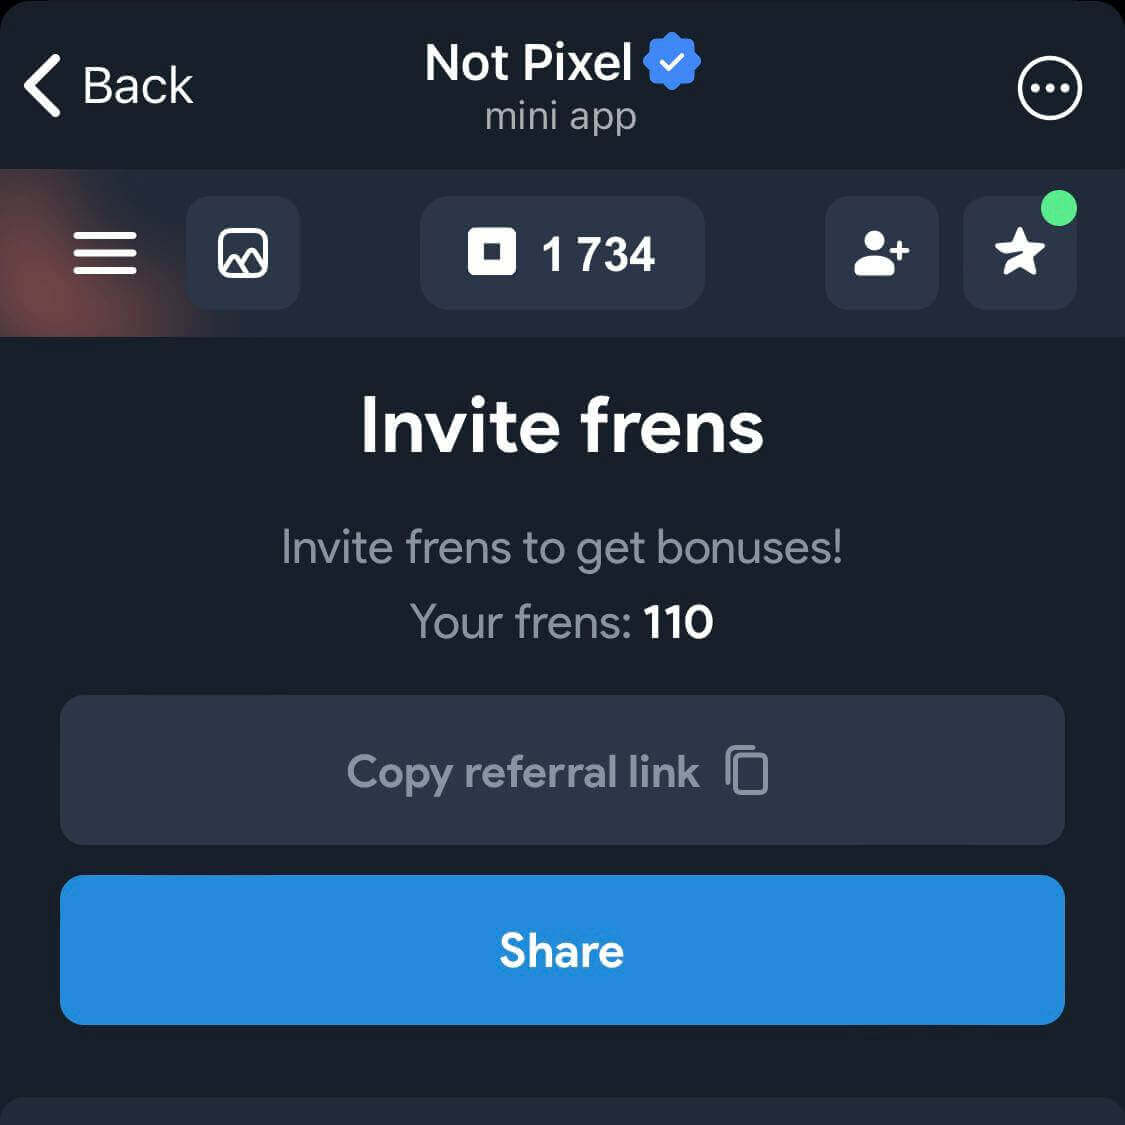 Back
Not Pixel
mini app
1 734
Invite frens
Invite frens to get bonuses!
Your frens: 110
Copy referral link
Share